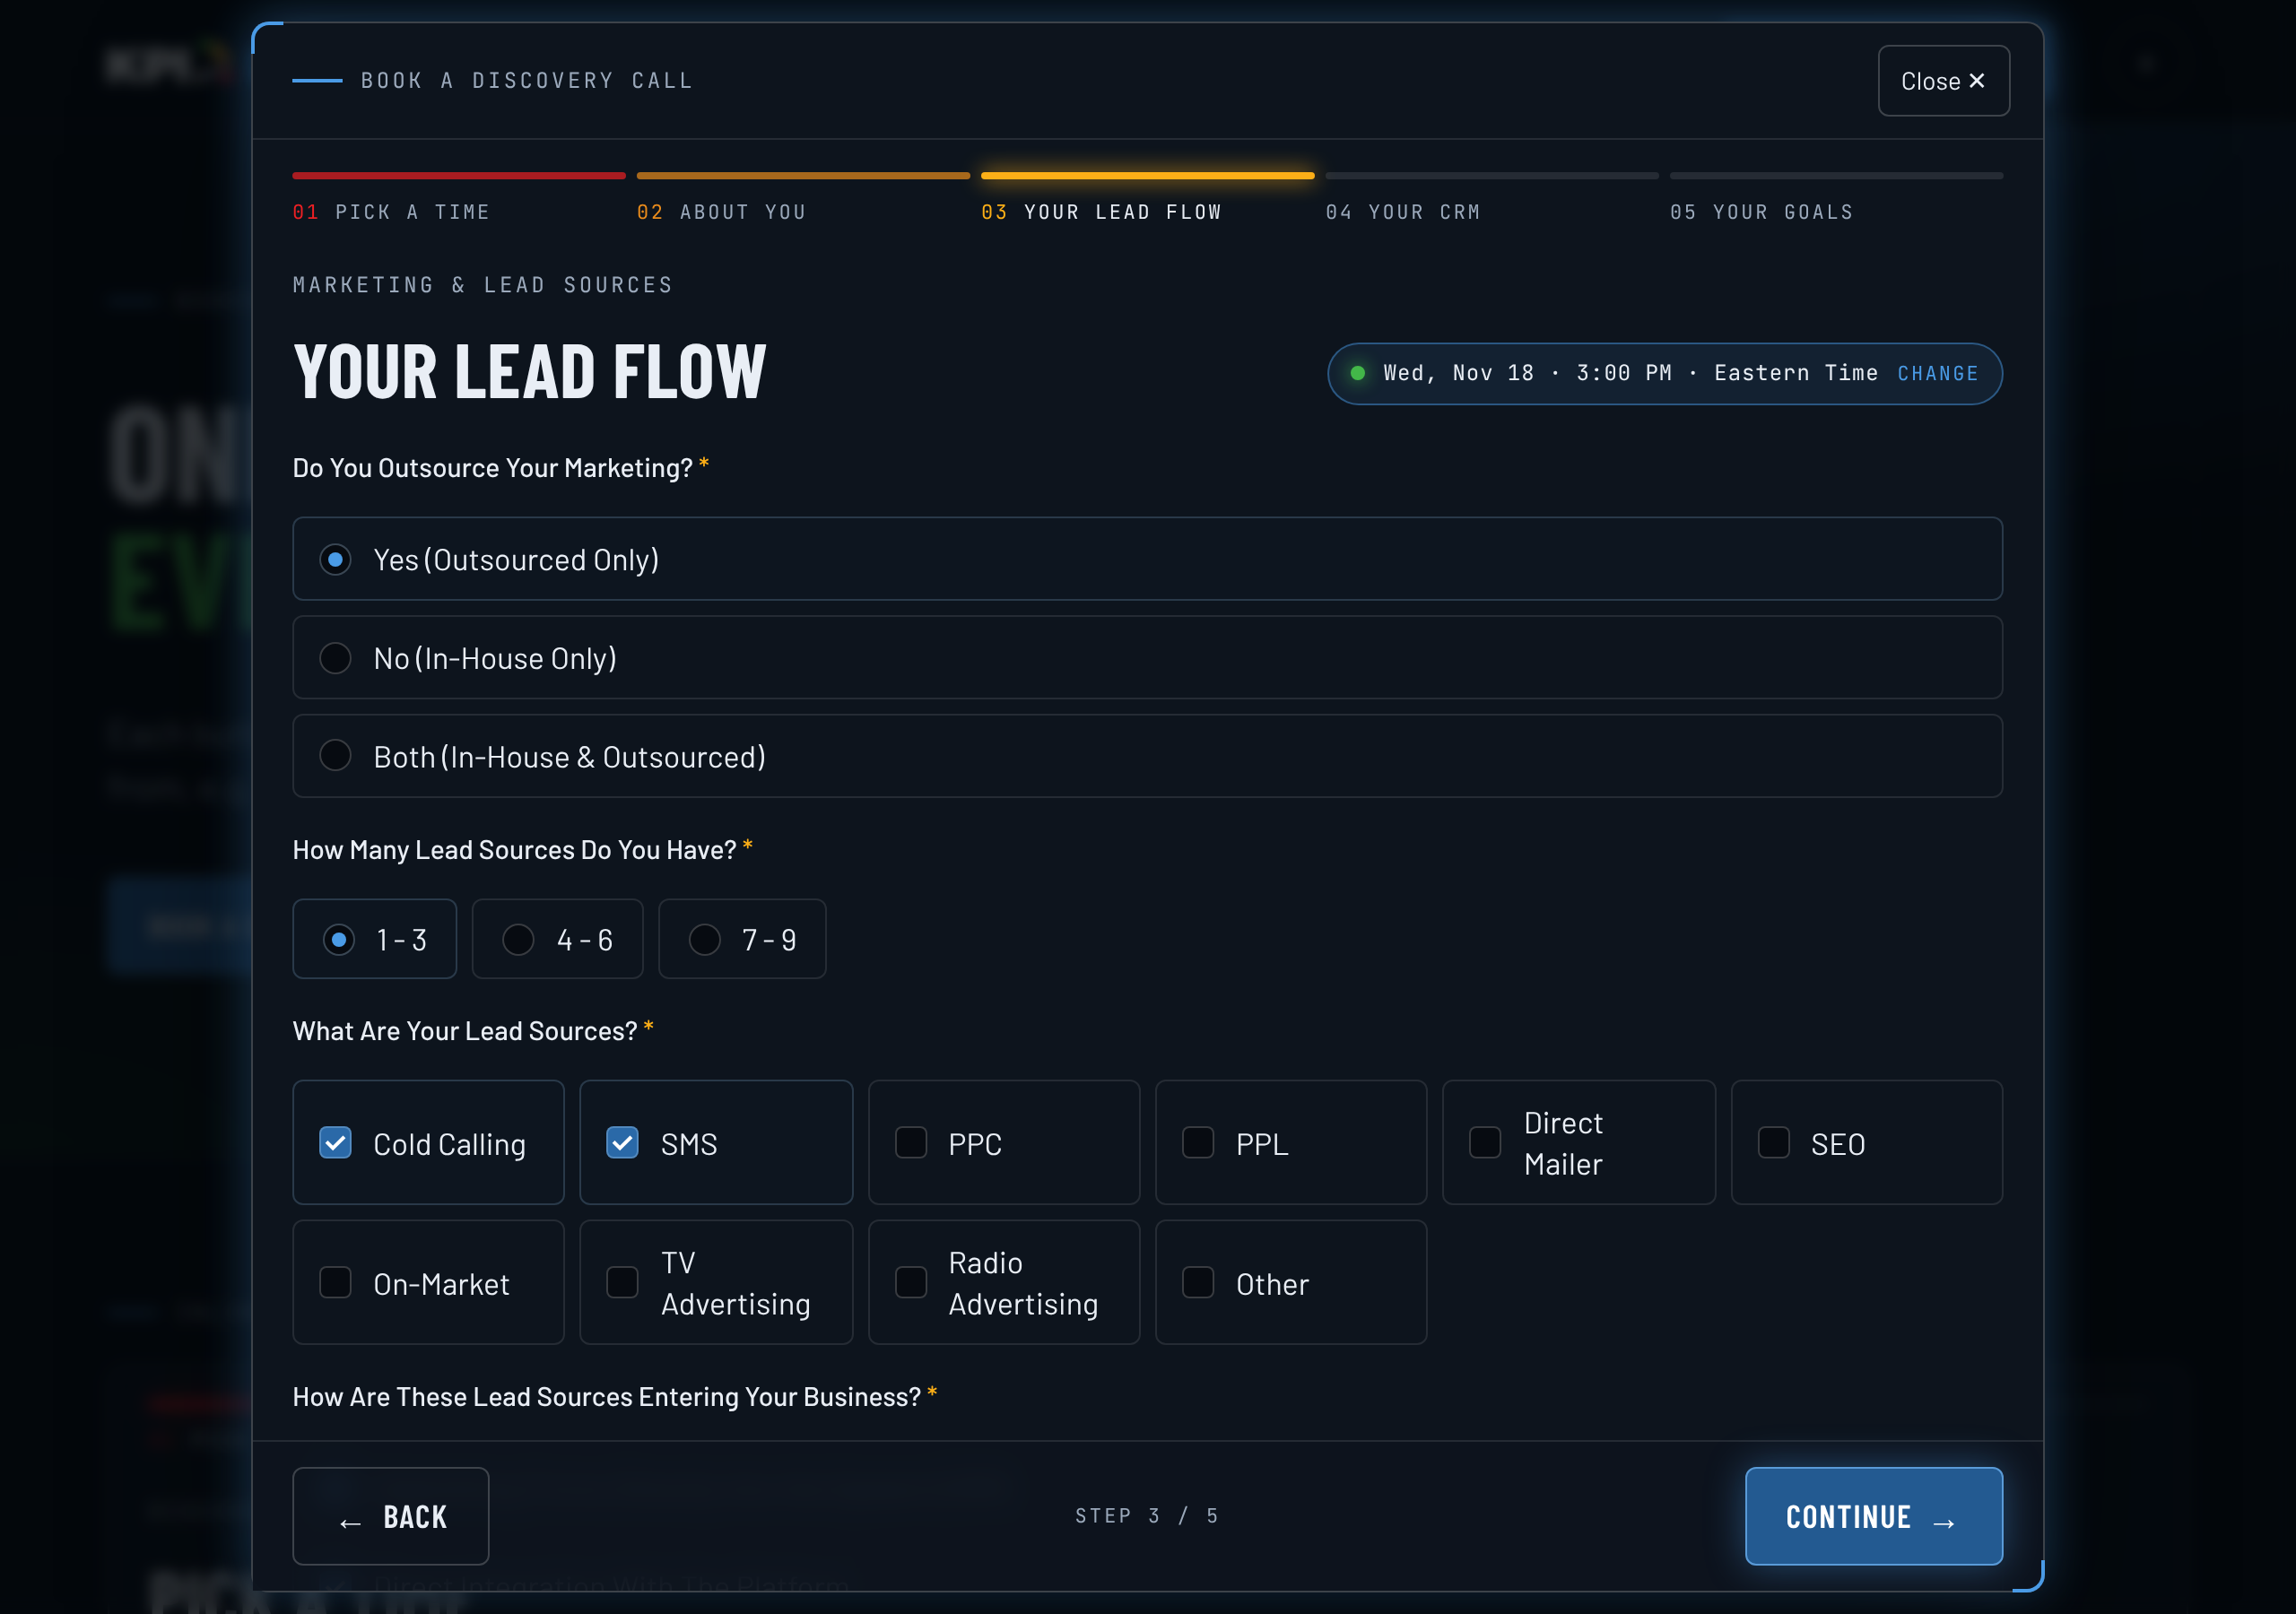 BOOK A DISCOVERY CALL
Close ✕
01 PICK A TIME
02 ABOUT YOU
03 YOUR LEAD FLOW
04 YOUR CRM
05 YOUR GOALS
MARKETING & LEAD SOURCES
YOUR LEAD FLOW
Wed, Nov 18 · 3:00 PM · Eastern Time CHANGE
Do You Outsource Your Marketing? *
Yes (Outsourced Only)
No (In-House Only)
Both (In-House & Outsourced)
How Many Lead Sources Do You Have? *
1 - 3
4 - 6
7 - 9
What Are Your Lead Sources? *
Cold Calling
SMS
PPC
PPL
Direct
Mailer
SEO
On-Market
TV
Advertising
Radio
Advertising
Other
How Are These Lead Sources Entering Your Business? *
← BACK
STEP 3 / 5
CONTINUE →
Direct Integration With The Platform